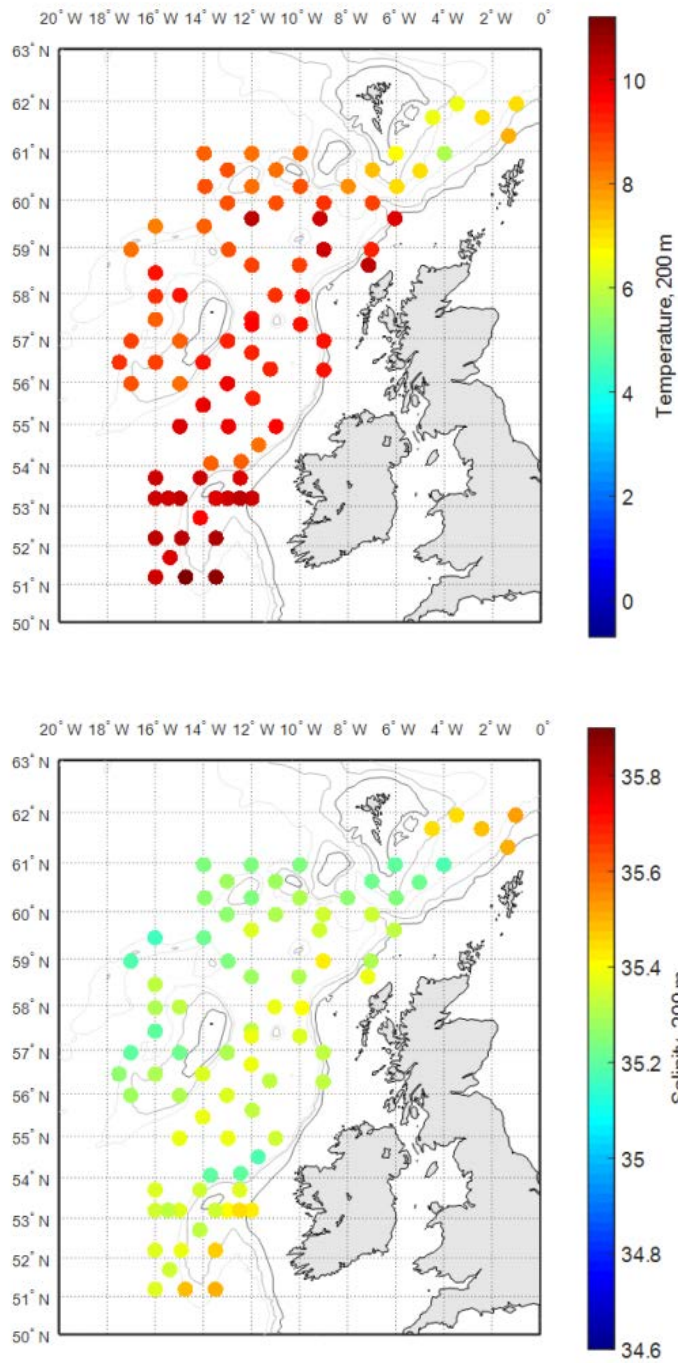 20° W 18° W 16° W 14° W 12° W 10° W 8° W 6° W 4° W 2° W 0°
63° N
62° N
61° N
60° N
59° N
58° N
57° N
56° N
55° N
54° N
53° N
52° N
51° N
50° N
10
8
6
4
2
0
Temperature, 200 m
20° W 18° W 16° W 14° W 12° W 10° W 8° W 6° W 4° W 2° W 0°
63° N
62° N
61° N
60° N
59° N
58° N
57° N
56° N
55° N
54° N
53° N
52° N
51° N
50° N
35.8
35.6
35.4
35.2
35
34.8
34.6
Salinity, 200 m